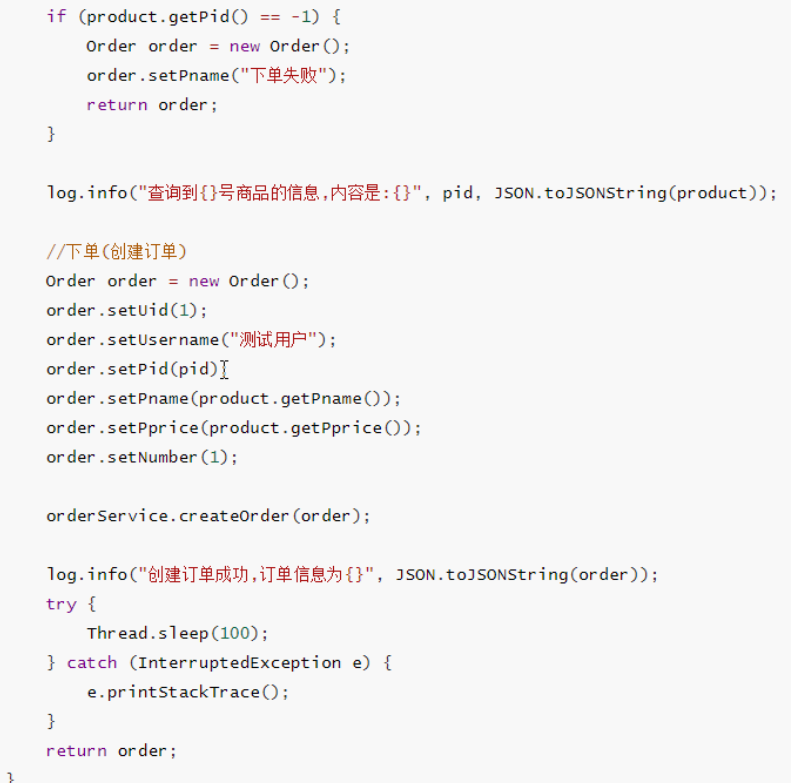 if (product.getPid() == -1) {
    Order order = new Order();
    order.setPname("下单失败");
    return order;
}
log.info("查询到{}号商品的信息,内容是:{}", pid, JSON.toJSONString(product));
//下单(创建订单)
Order order = new Order();
order.setUid(1);
order.setUsername("测试用户");
order.setPid(pid)
order.setPname(product.getPname());
order.setPprice(product.getPprice());
order.setNumber(1);
orderService.createOrder(order);
log.info("创建订单成功,订单信息为{}", JSON.toJSONString(order));
try {
    Thread.sleep(100);
} catch (InterruptedException e) {
    e.printStackTrace();
}
return order;
}